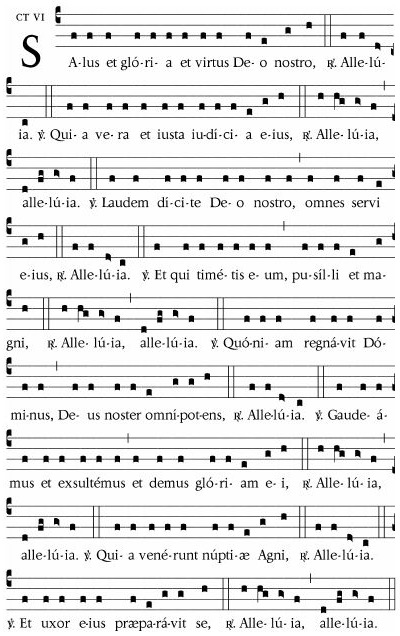 CT VI
SA-lus et gló-ri- a et virtus De- o nostro, ℟. Alle-lú-
ia. ℣. Qui- a ve-ra et iusta iu-dí-ci- a e-ius, ℟. Alle-lú-ia,
alle-lú-ia. ℣. Laudem dí-ci-te De-o nostro, omnes servi
e-ius, ℟. Alle-lú-ia. ℣. Et qui timé-tis e-um, pu-síl-li et ma-
gni, ℟. Alle-lú-ia, alle-lú-ia. ℣. Quó-ni- am regná-vit Dó-
mi-nus, De- us noster omní-pot-ens, ℟. Alle-lú-ia. ℣. Gaude-á-
mus et exsulté-mus et demus gló-ri- am e- i, ℟. Alle-lú-ia,
alle-lú-ia. ℣. Qui- a vené-runt núpti-æ Agni, ℟. Alle-lú-ia.
℣. Et uxor e-ius præpa-rá-vit se, ℟. Alle-lú-ia, alle-lú-ia.